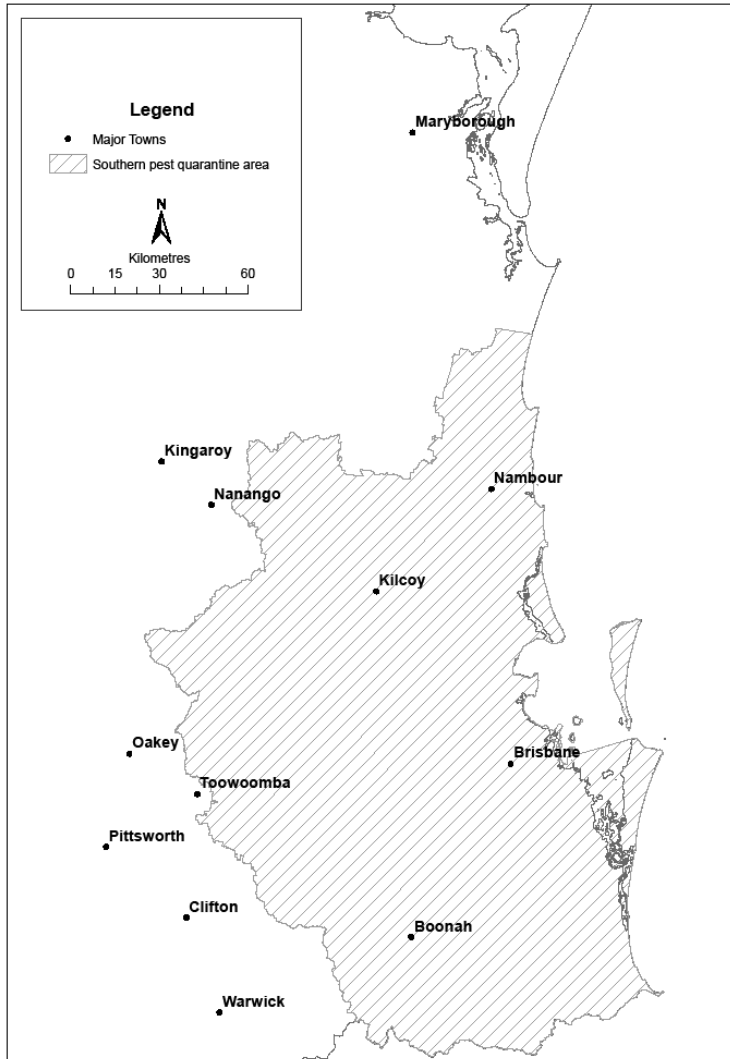 Legend
Major Towns
Southern pest quarantine area
Kilometres
0 15 30 60
Maryborough
Kingaroy
Nambour
Nanango
Kilcoy
Oakey
Brisbane
Toowoomba
Pittsworth
Clifton
Boonah
Warwick